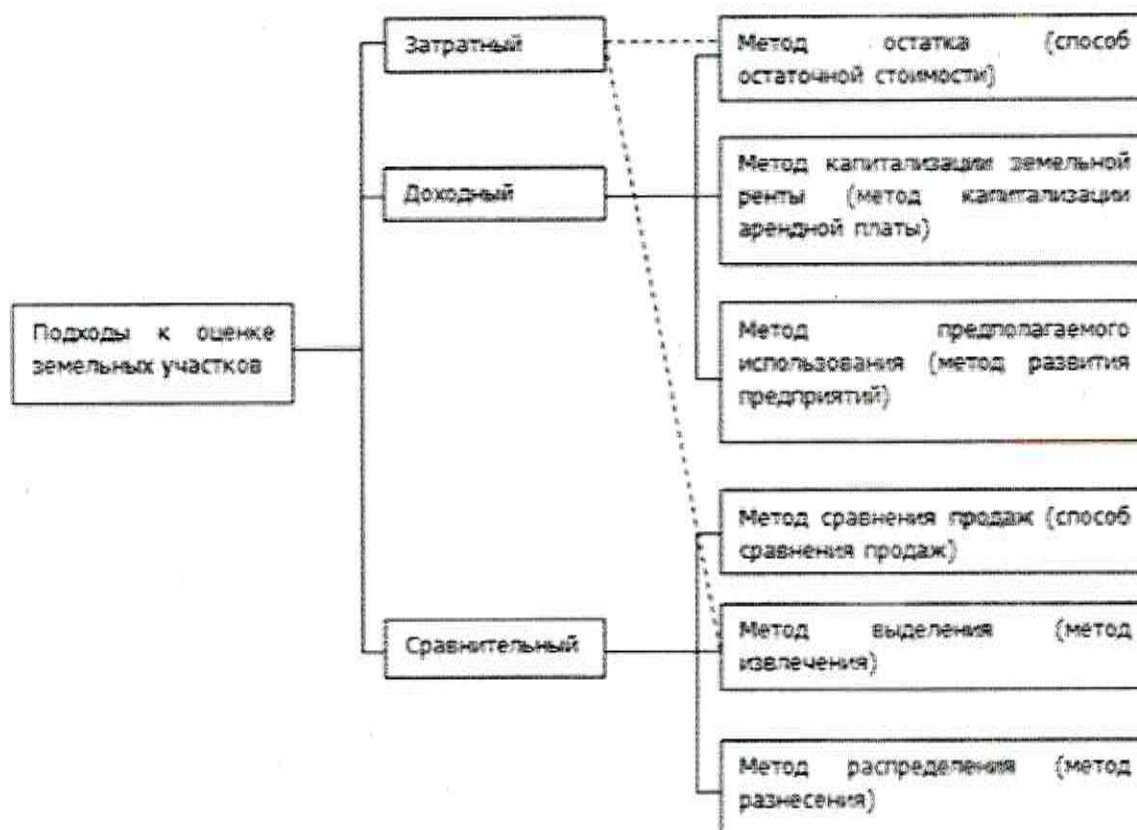 Подходы к оценке
земельных участков
Затратный
Доходный
Сравнительный
Метод остатка (способ
остаточной стоимости)
Метод капитализации земельной
ренты (метод капитализации
арендной платы)
Метод предполагаемого
использования (метод развития
предприятий)
Метод сравнения продаж (способ
сравнения продаж)
Метод выделения (метод
извлечения)
Метод распределения (метод
разнесения)